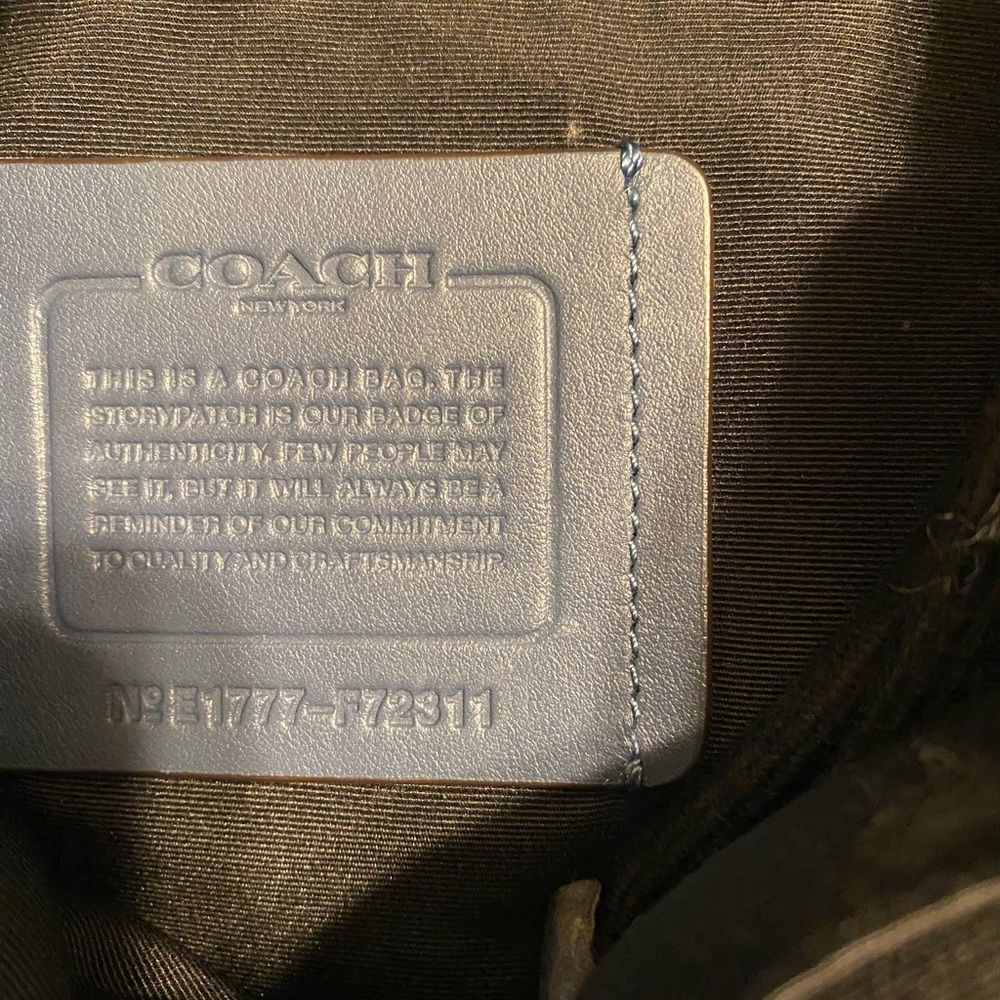 COACH
NEW YORK
THIS IS A COACH BAG. THE
STORYPATCH IS OUR BADGE OF
AUTHENTICITY. FEW PEOPLE MAY
SEE IT, BUT IT WILL ALWAYS BE A
REMINDER OF OUR COMMITMENT
TO QUALITY AND CRAFTSMANSHIP.
Nº E1777-F72311